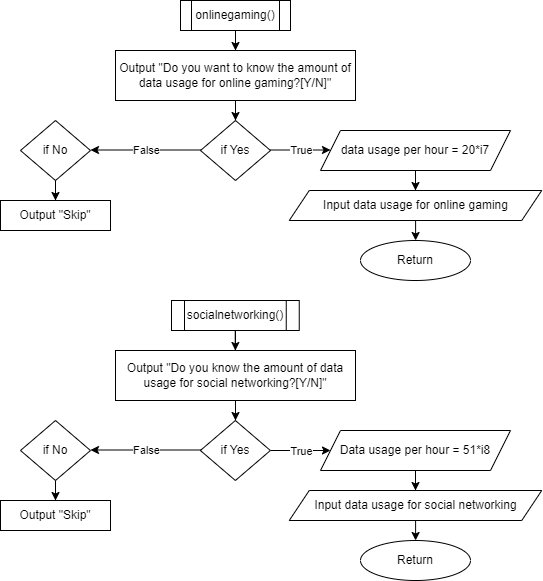 onlinegaming()
Output "Do you want to know the amount of
data usage for online gaming?[Y/N]"
if No
False
if Yes
True
data usage per hour = 20*i7
Output "Skip"
Input data usage for online gaming
Return
socialnetworking()
Output "Do you know the amount of data
usage for social networking?[Y/N]"
if No
False
if Yes
True
Data usage per hour = 51*i8
Output "Skip"
Input data usage for social networking
Return